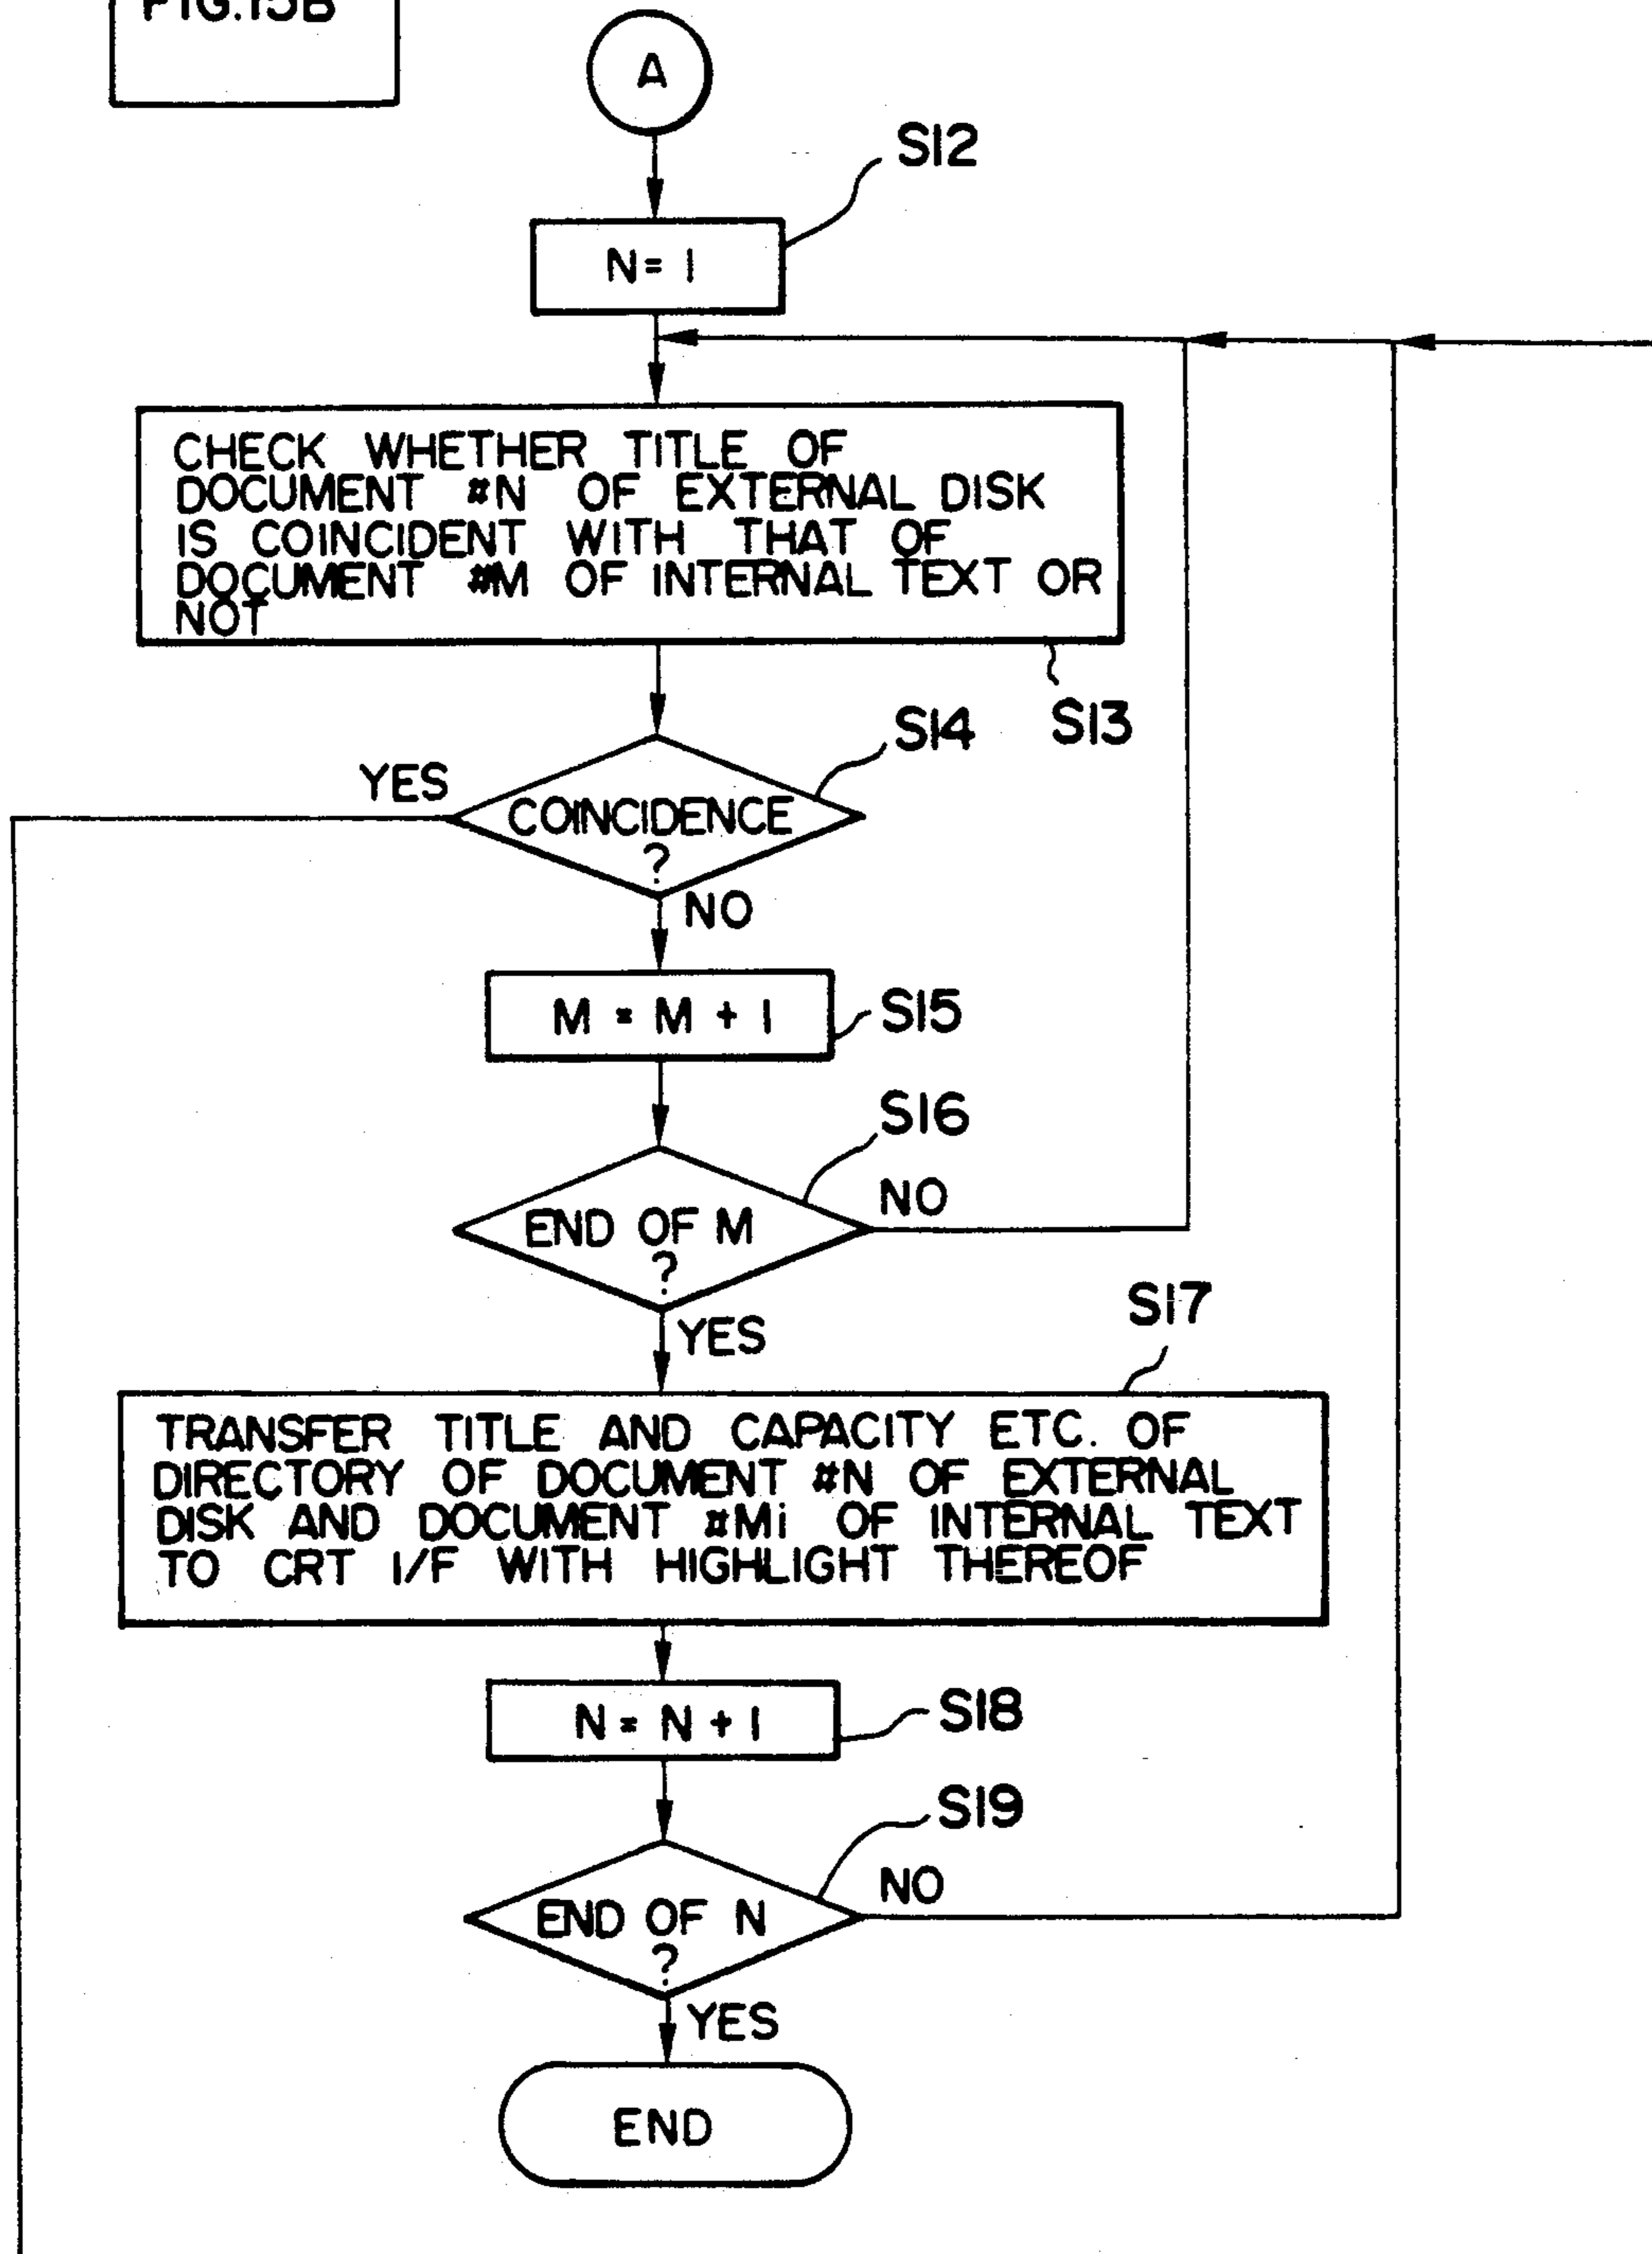 FIG.15B
A
S12
N= 1
CHECK WHETHER TITLE OF
DOCUMENT #N OF EXTERNAL DISK
IS COINCIDENT WITH THAT OF
DOCUMENT #M OF INTERNAL TEXT OR
NOT
S13
S14
YES
COINCIDENCE
?
NO
M = M + 1
S15
S16
END OF M
?
NO
YES
S17
TRANSFER TITLE AND CAPACITY ETC. OF
DIRECTORY OF DOCUMENT #N OF EXTERNAL
DISK AND DOCUMENT #Mi OF INTERNAL TEXT
TO CRT I/F WITH HIGHLIGHT THEREOF
N = N + 1
S18
S19
END OF N
?
NO
YES
END